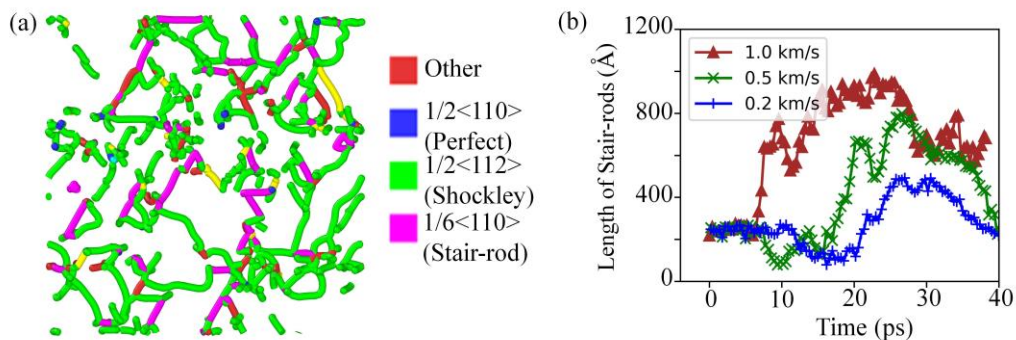 (a)
Other
1/2<110>
(Perfect)
1/2<112>
(Shockley)
1/6<110>
(Stair-rod)
(b)
1200
800
400
0
Length of Stair-rods (Å)
1.0 km/s
0.5 km/s
0.2 km/s
0 10 20 30 40
Time (ps)